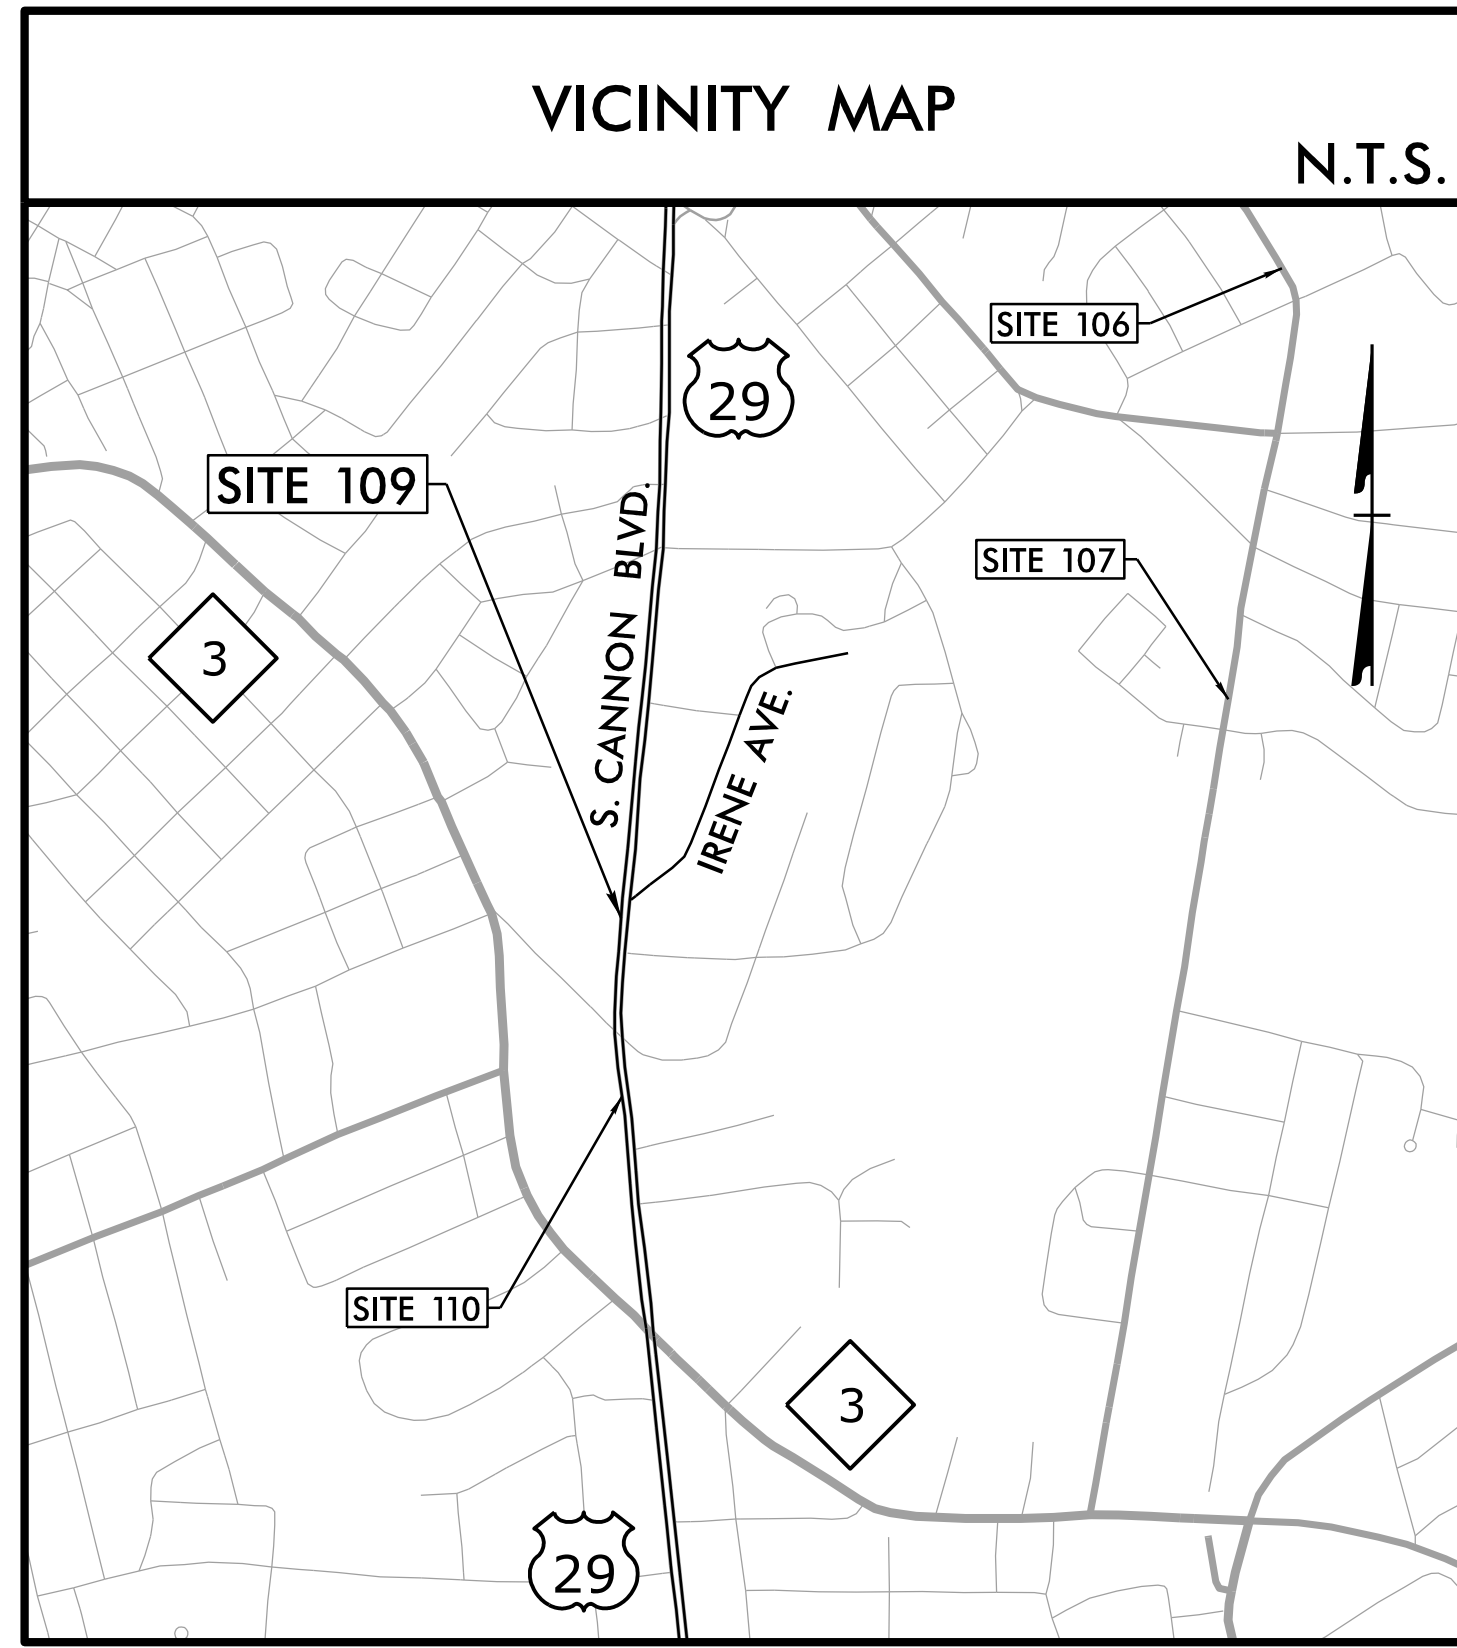 VICINITY MAP
N.T.S.
SITE 106
29
SITE 109
S. CANNON BLVD.
SITE 107
3
IRENE AVE.
SITE 110
3
29